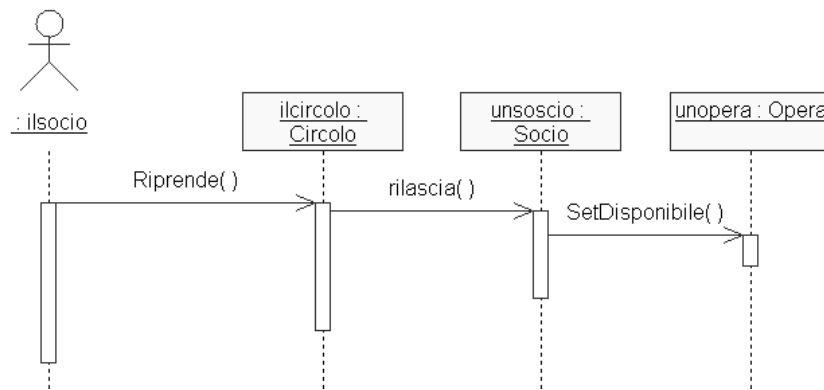 : ilsocio
ilcircolo :
Circolo
unsoscio :
Socio
unopera : Opera
Riprende( )
rilascia( )
SetDisponibile( )